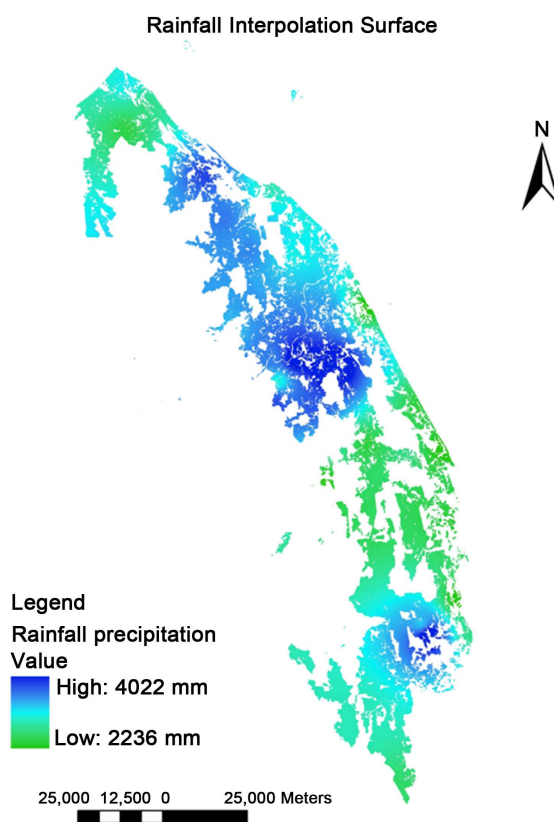 Rainfall Interpolation Surface
N
Legend
Rainfall precipitation
Value
High: 4022 mm
Low: 2236 mm
25,000 12,500 0 25,000 Meters